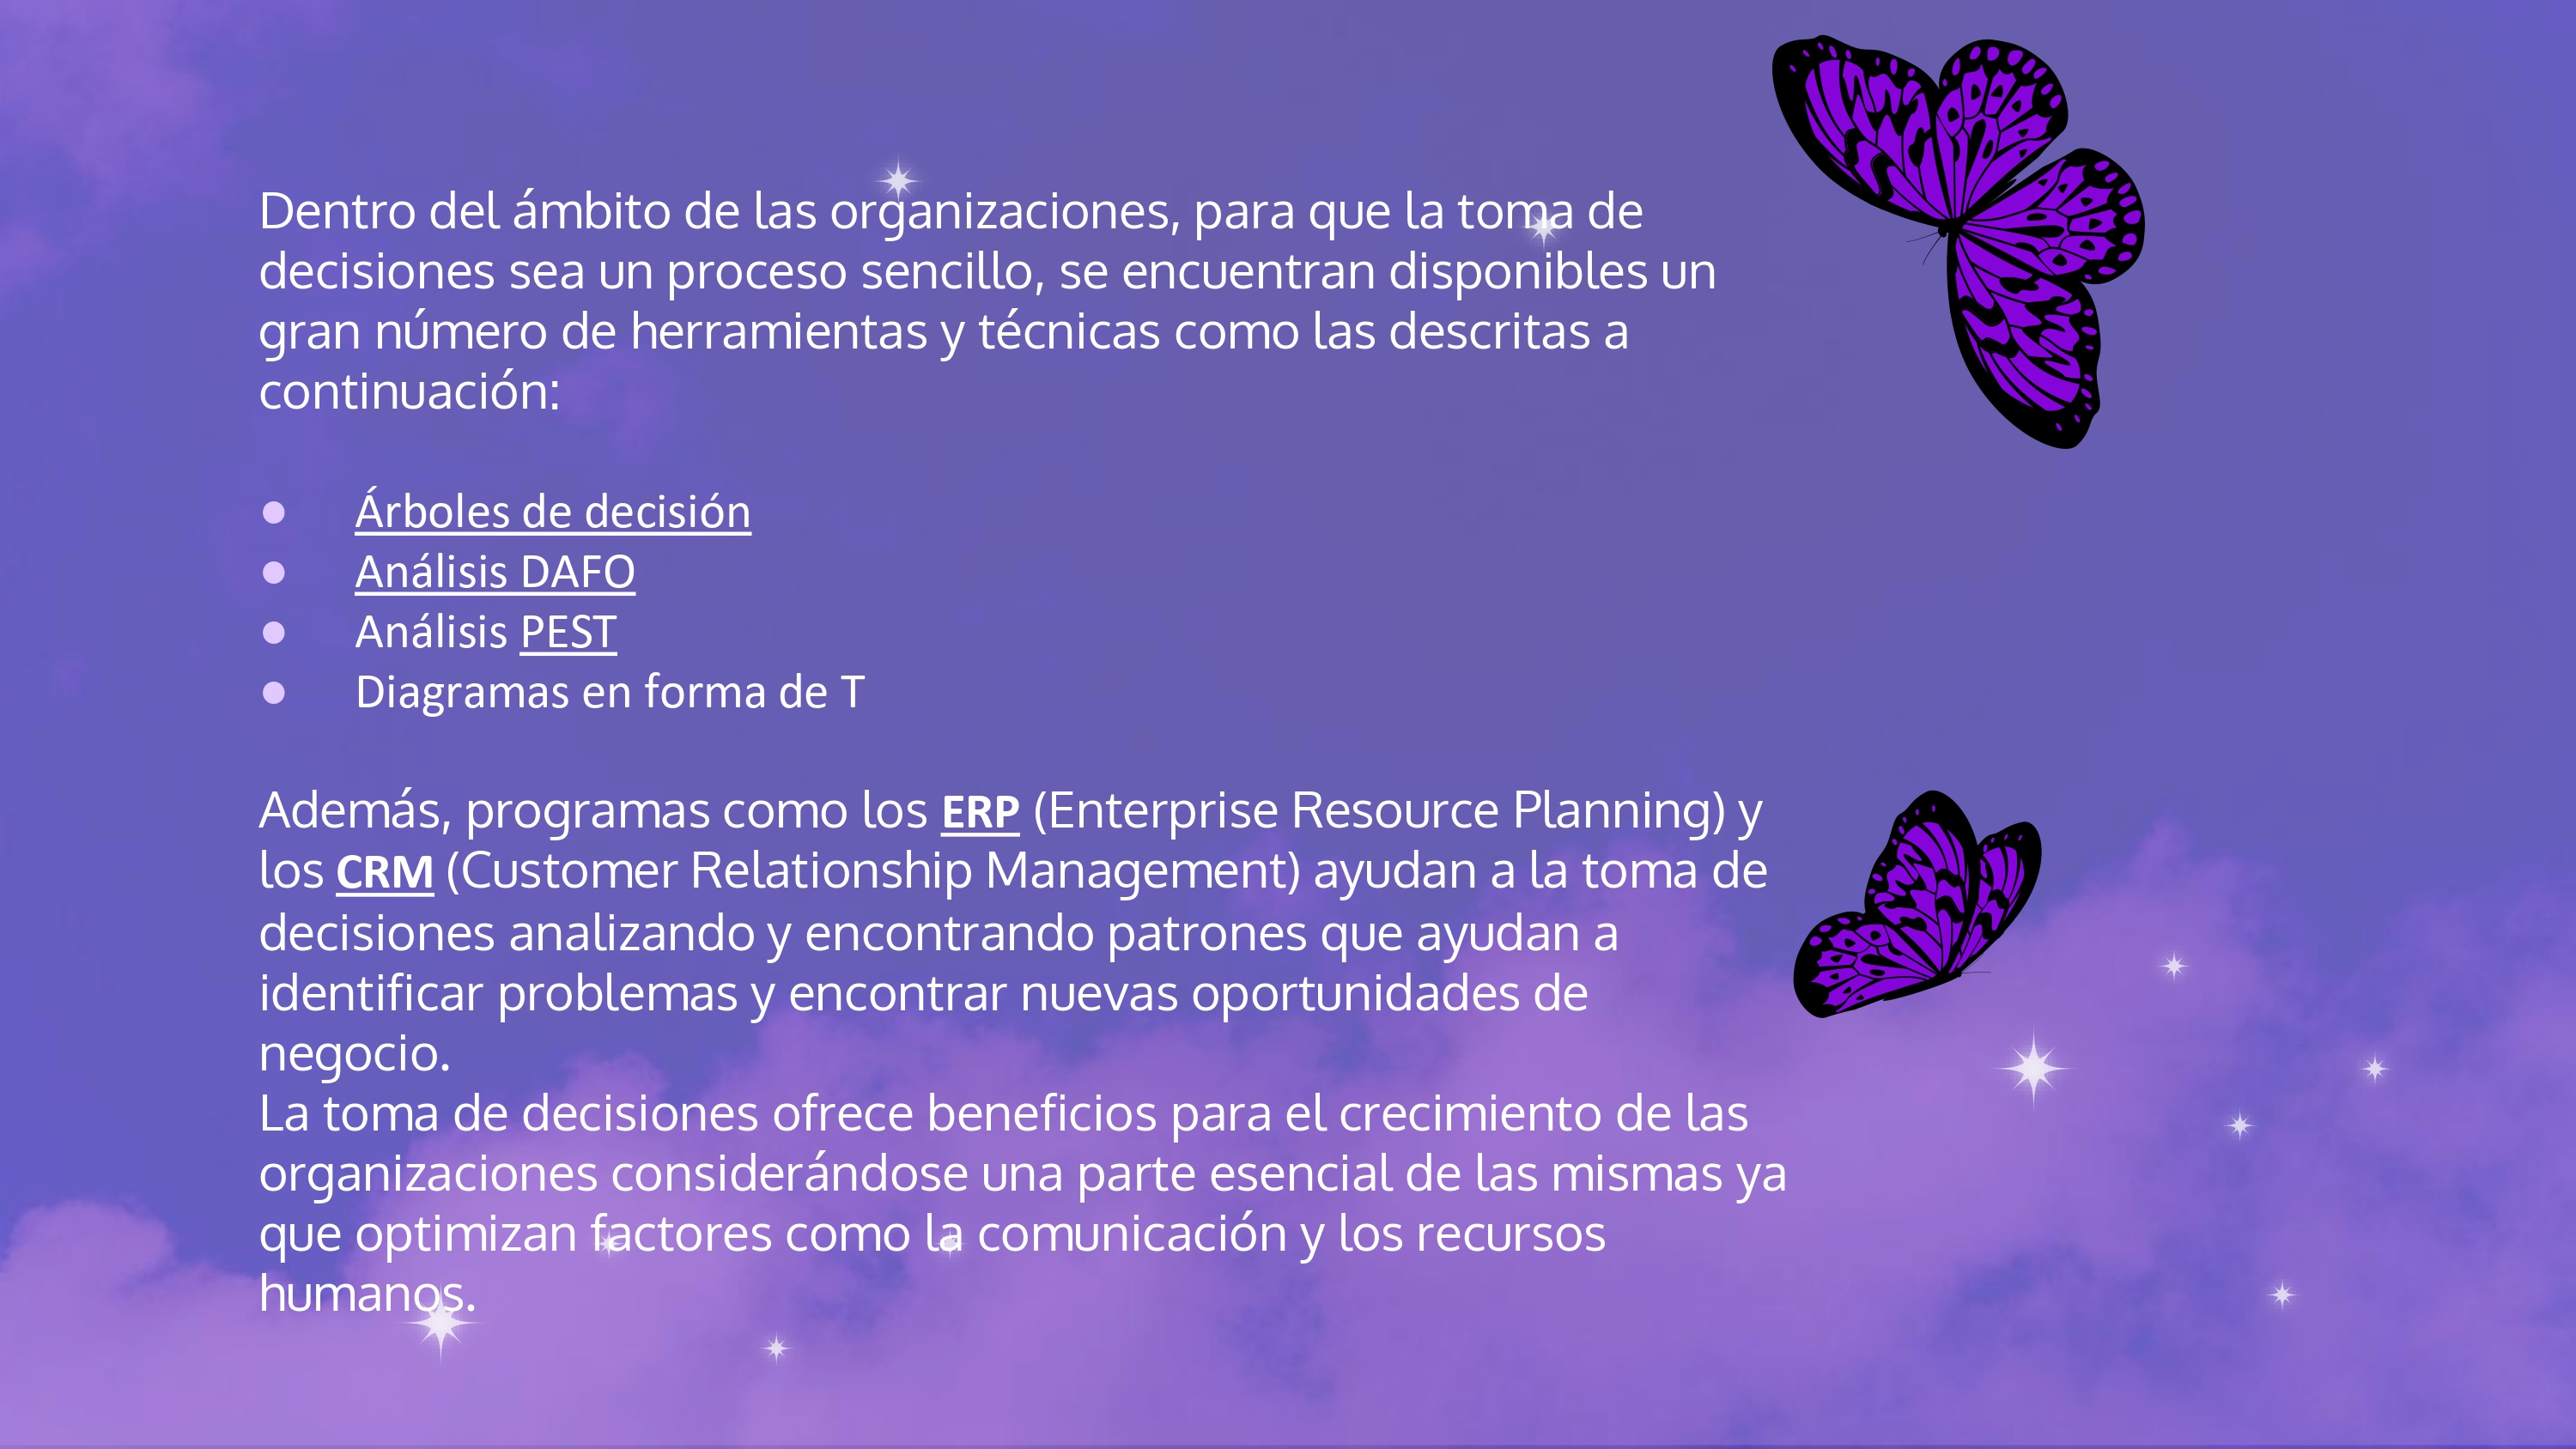 Dentro del ámbito de las organizaciones, para que la toma de
decisiones sea un proceso sencillo, se encuentran disponibles un
gran número de herramientas y técnicas como las descritas a
continuación:
● Árboles de decisión
● Análisis DAFO
● Análisis PEST
● Diagramas en forma de T
Además, programas como los ERP (Enterprise Resource Planning) y
los CRM (Customer Relationship Management) ayudan a la toma de
decisiones analizando y encontrando patrones que ayudan a
identificar problemas y encontrar nuevas oportunidades de
negocio.
La toma de decisiones ofrece beneficios para el crecimiento de las
organizaciones considerándose una parte esencial de las mismas ya
que optimizan factores como la comunicación y los recursos
humanos.